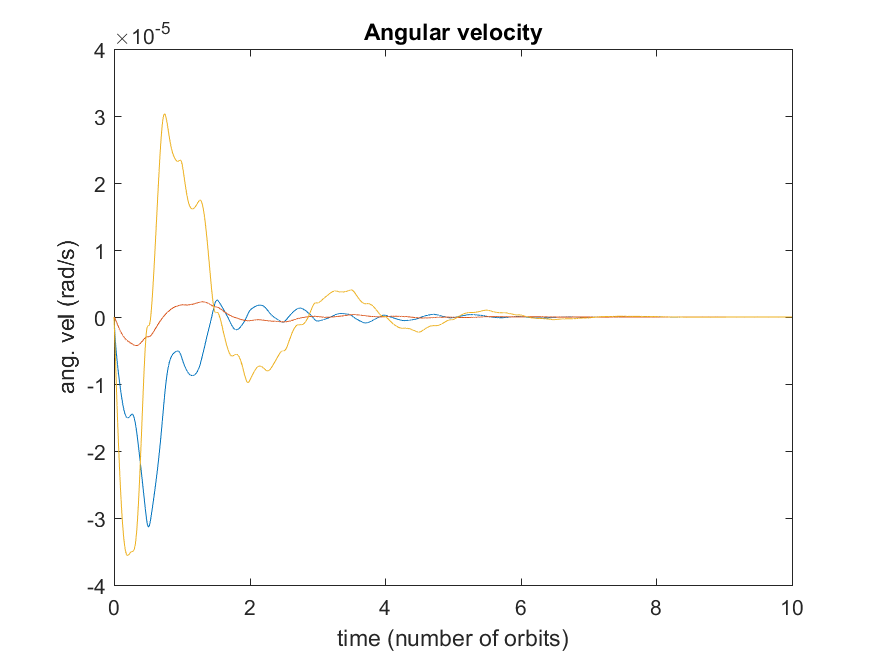 Angular velocity
×10-5
4
3
2
1
0
-1
-2
-3
-4
ang. vel (rad/s)
0 2 4 6 8 10
time (number of orbits)